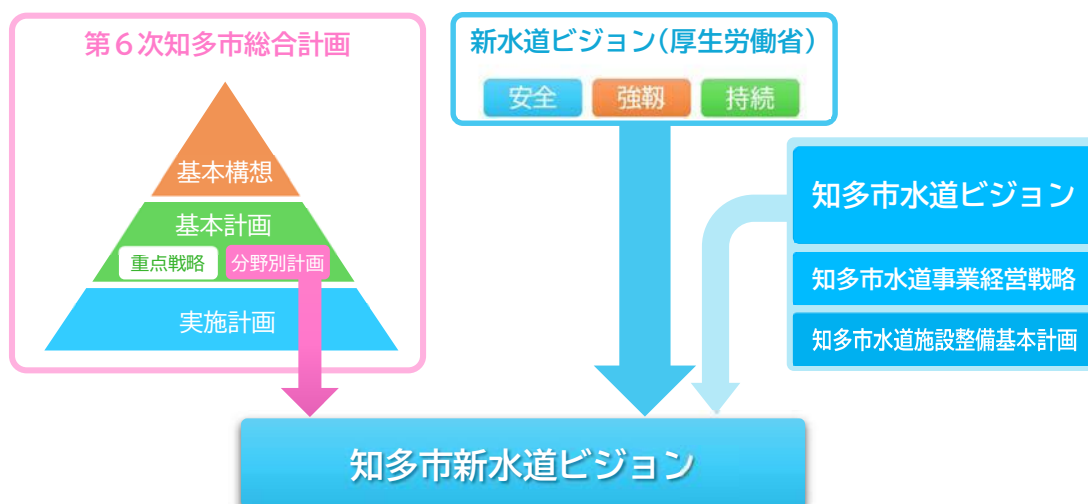 第６次知多市総合計画
基本構想
基本計画
重点戦略
分野別計画
実施計画
新水道ビジョン(厚生労働省)
安全
強靱
持続
知多市水道ビジョン
知多市水道事業経営戦略
知多市水道施設整備基本計画
知多市新水道ビジョン